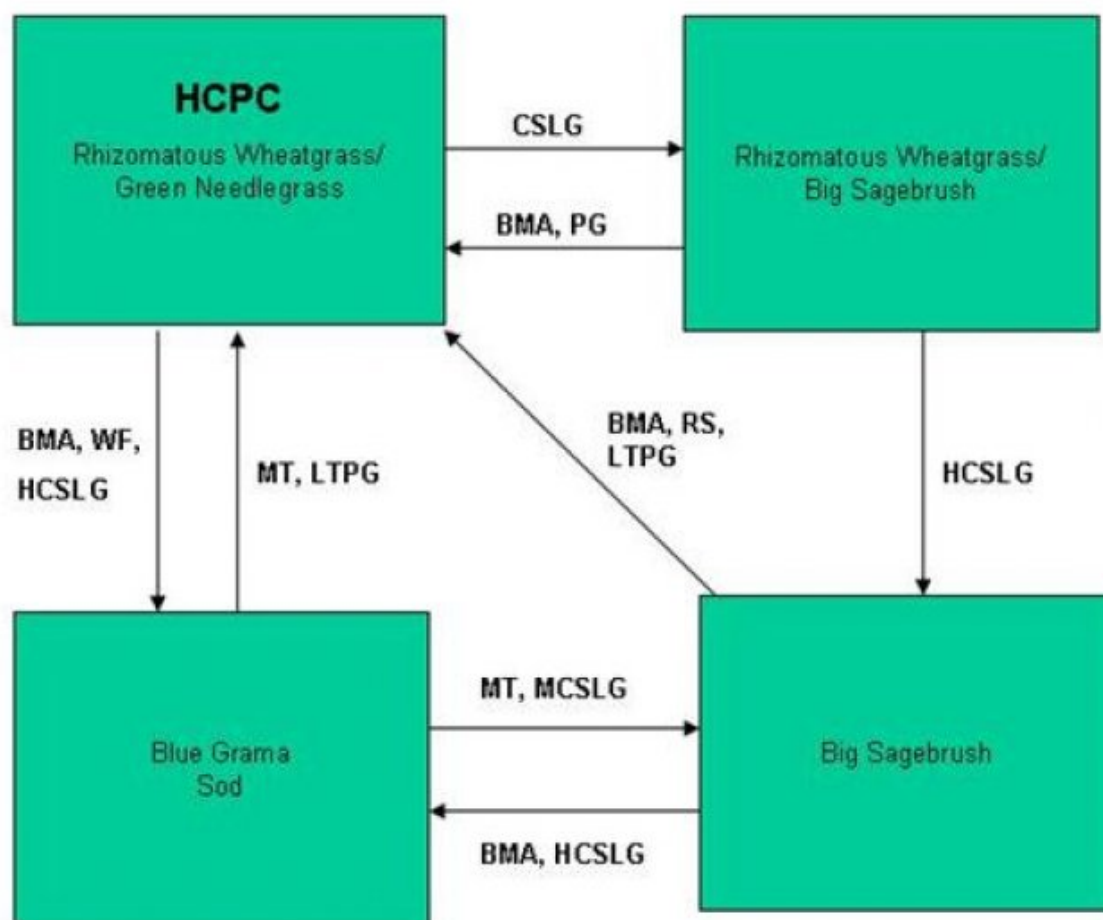 HCPC
Rhizomatous Wheatgrass/
Green Needlegrass
CSLG
BMA, PG
Rhizomatous Wheatgrass/
Big Sagebrush
BMA, WF,
HCSLG
MT, LTPG
BMA, RS,
LTPG
HCSLG
Blue Grama
Sod
MT, MCSLG
BMA, HCSLG
Big Sagebrush